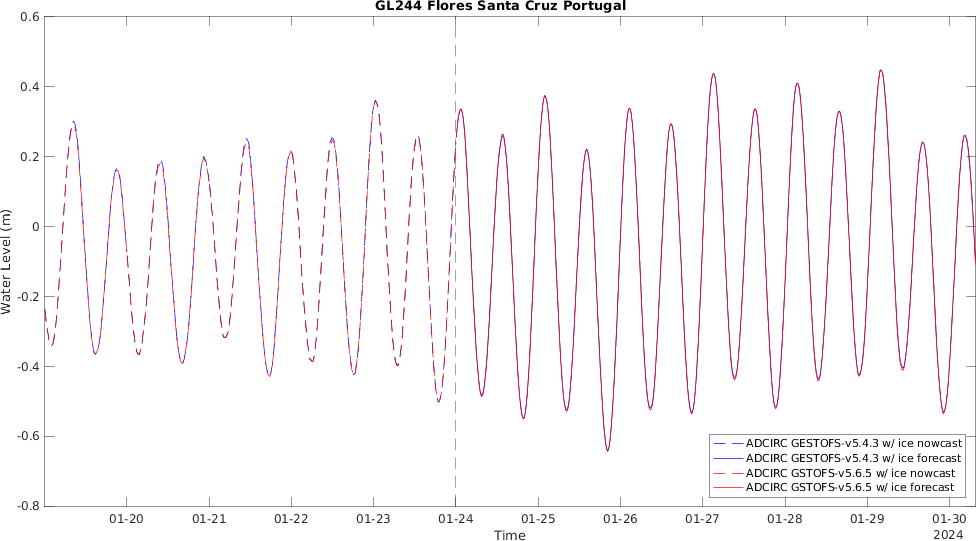 GL244 Flores Santa Cruz Portugal
0.6
0.4
0.2
0
-0.2
-0.4
-0.6
-0.8
Water Level (m)
ADCIRC GESTOFS-v5.4.3 w/ ice nowcast
ADCIRC GESTOFS-v5.4.3 w/ ice forecast
ADCIRC GSTOFS-v5.6.5 w/ ice nowcast
ADCIRC GSTOFS-v5.6.5 w/ ice forecast
01-20 01-21 01-22 01-23 01-24 01-25 01-26 01-27 01-28 01-29 01-30
Time
2024